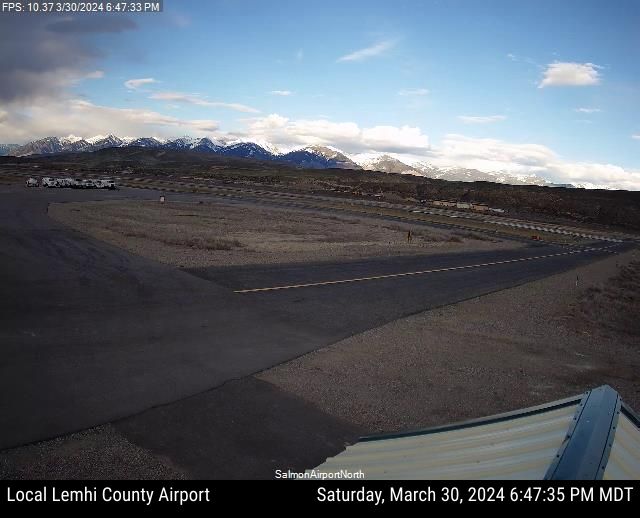 FPS: 10.37 3/30/2024 6:47:33 PM
SalmonAirportNorth
Local Lemhi County Airport Saturday, March 30, 2024 6:47:35 PM MDT